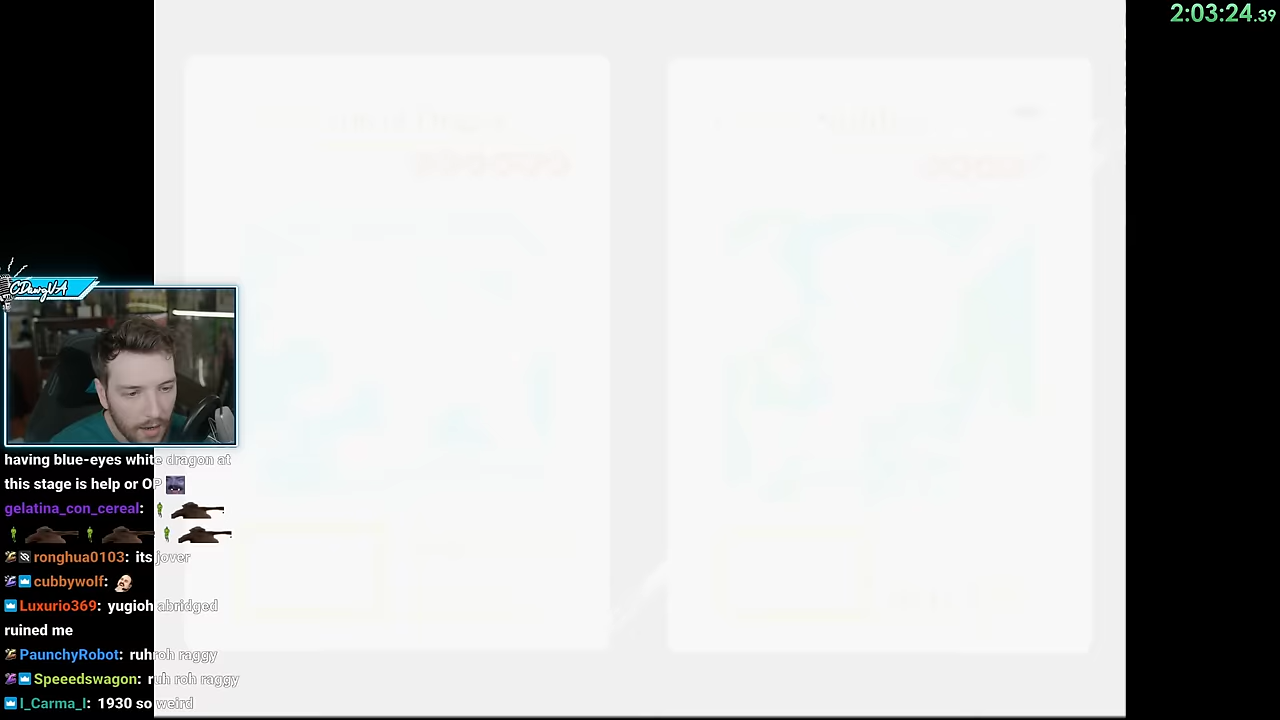 2:03:24.39
CDawgVA
having blue-eyes white dragon at
this stage is help or OP
gelatina_con_cereal:
ronghua0103: its jover
cubbywolf:
Luxurio369: yugioh abridged
ruined me
PaunchyRobot: ruhroh raggy
Speeedswagon: ruh roh raggy
I_Carma_I: 1930 so weird